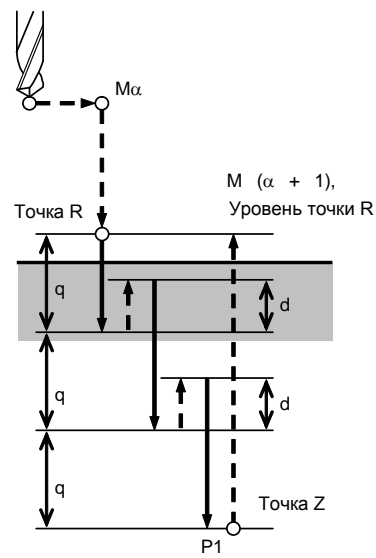 Mα
M (α + 1),
Уровень точки R
Точка R
q
d
q
d
q
Точка Z
P1